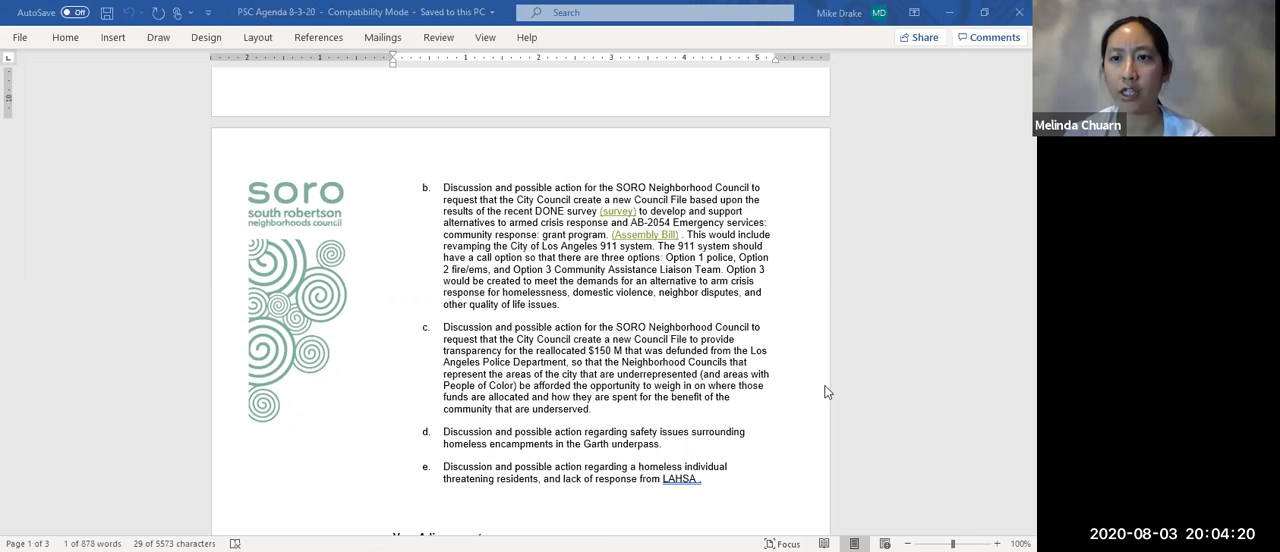 AutoSave Off PSC Agenda 8-3-20 - Compatibility Mode - Saved to this PC Search Mike Drake MD
File Home Insert Draw Design Layout References Mailings Review View Help Share Comments
2 1 1 2 3 4 5
10
Melinda Chuarn
soro
south robertson
neighborhoods council
b. Discussion and possible action for the SORO Neighborhood Council to
request that the City Council create a new Council File based upon the
results of the recent DONE survey (survey) to develop and support
alternatives to armed crisis response and AB-2054 Emergency services:
community response: grant program. (Assembly Bill) . This would include
revamping the City of Los Angeles 911 system. The 911 system should
have a call option so that there are three options: Option 1 police, Option
2 fire/ems, and Option 3 Community Assistance Liaison Team. Option 3
would be created to meet the demands for an alternative to arm crisis
response for homelessness, domestic violence, neighbor disputes, and
other quality of life issues.
c. Discussion and possible action for the SORO Neighborhood Council to
request that the City Council create a new Council File to provide
transparency for the reallocated $150 M that was defunded from the Los
Angeles Police Department, so that the Neighborhood Councils that
represent the areas of the city that are underrepresented (and areas with
People of Color) be afforded the opportunity to weigh in on where those
funds are allocated and how they are spent for the benefit of the
community that are underserved.
d. Discussion and possible action regarding safety issues surrounding
homeless encampments in the Garth underpass.
e. Discussion and possible action regarding a homeless individual
threatening residents, and lack of response from LAHSA .
Page 1 of 3 1 of 878 words 29 of 5573 characters Focus 100%
2020-08-03 20:04:20